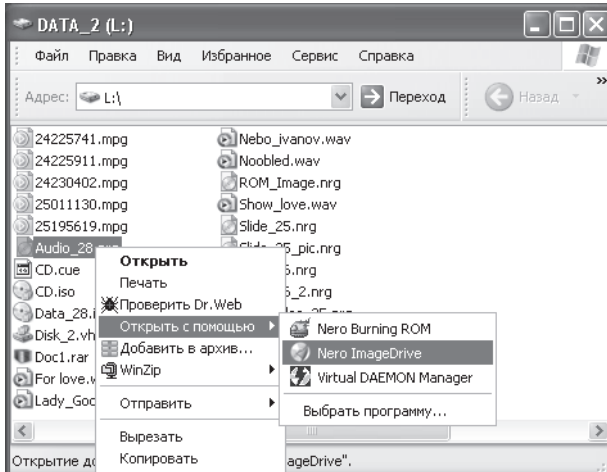 DATA_2 (L:)
Файл Правка Вид Избранное Сервис Справка
Адрес: L:\ Переход Назад
24225741.mpg Nebo_ivanov.wav
24225911.mpg Noobled.wav
24230402.mpg ROM_Image.nrg
25011130.mpg Show_love.wav
25195619.mpg Slide_25.nrg
Audio_28.nrg Slide_25_pic.nrg
CD.cue
CD.iso
Data_28.i
Disk_2.vh
Doc1.rar
For love.w
Lady_Goo
Открыть
Печать
Проверить Dr.Web
Открыть с помощью
Добавить в архив...
WinZip
Отправить
Вырезать
Копировать
Nero Burning ROM
Nero ImageDrive
Virtual DAEMON Manager
Выбрать программу...
Открытие до ageDrive".